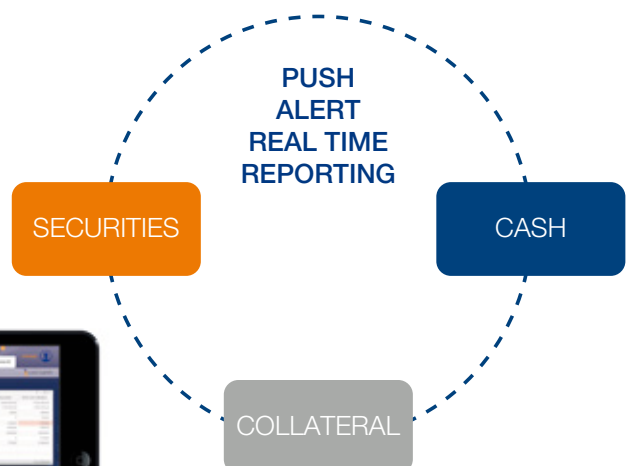 PUSH
ALERT
REAL TIME
REPORTING
SECURITIES
CASH
COLLATERAL